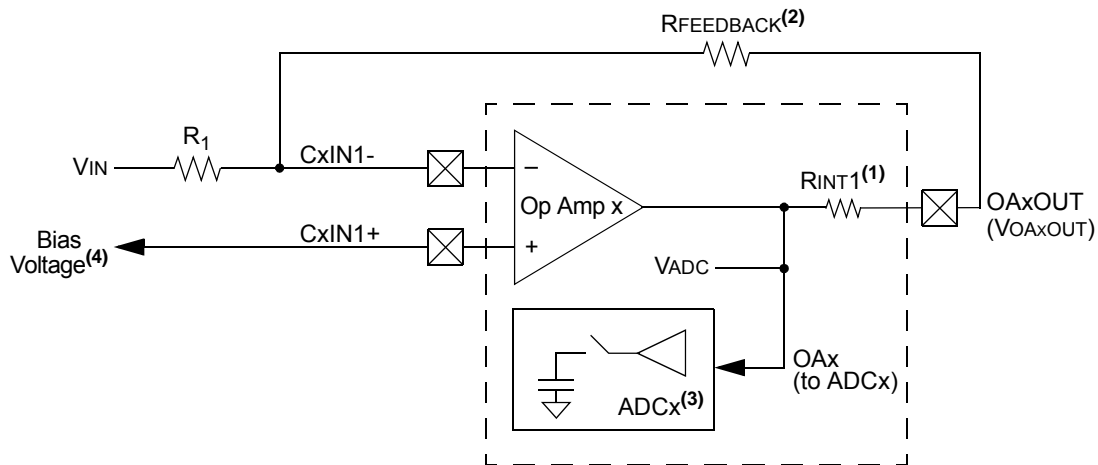 RFEEDBACK(2)
R1
VIN
CxIN1-
RINT1(1)
Op Amp x
–
+
OAxOUT
(VOAxOUT)
CxIN1+
Bias
Voltage(4)
VADC
OAx
(to ADCx)
ADCx(3)